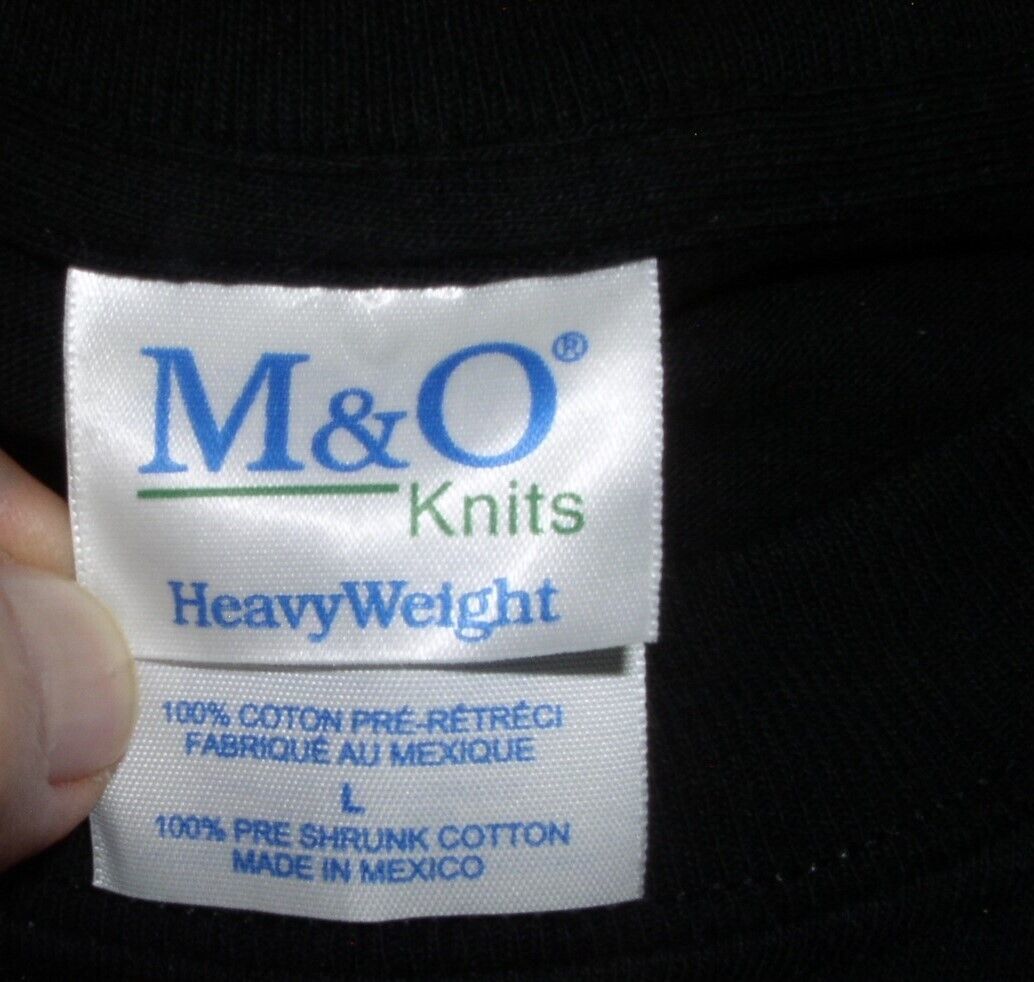 M&O®
Knits
HeavyWeight
100% COTON PRÉ-RÉTRÉCI
FABRIQUÉ AU MEXIQUE
L
100% PRE SHRUNK COTTON
MADE IN MEXICO